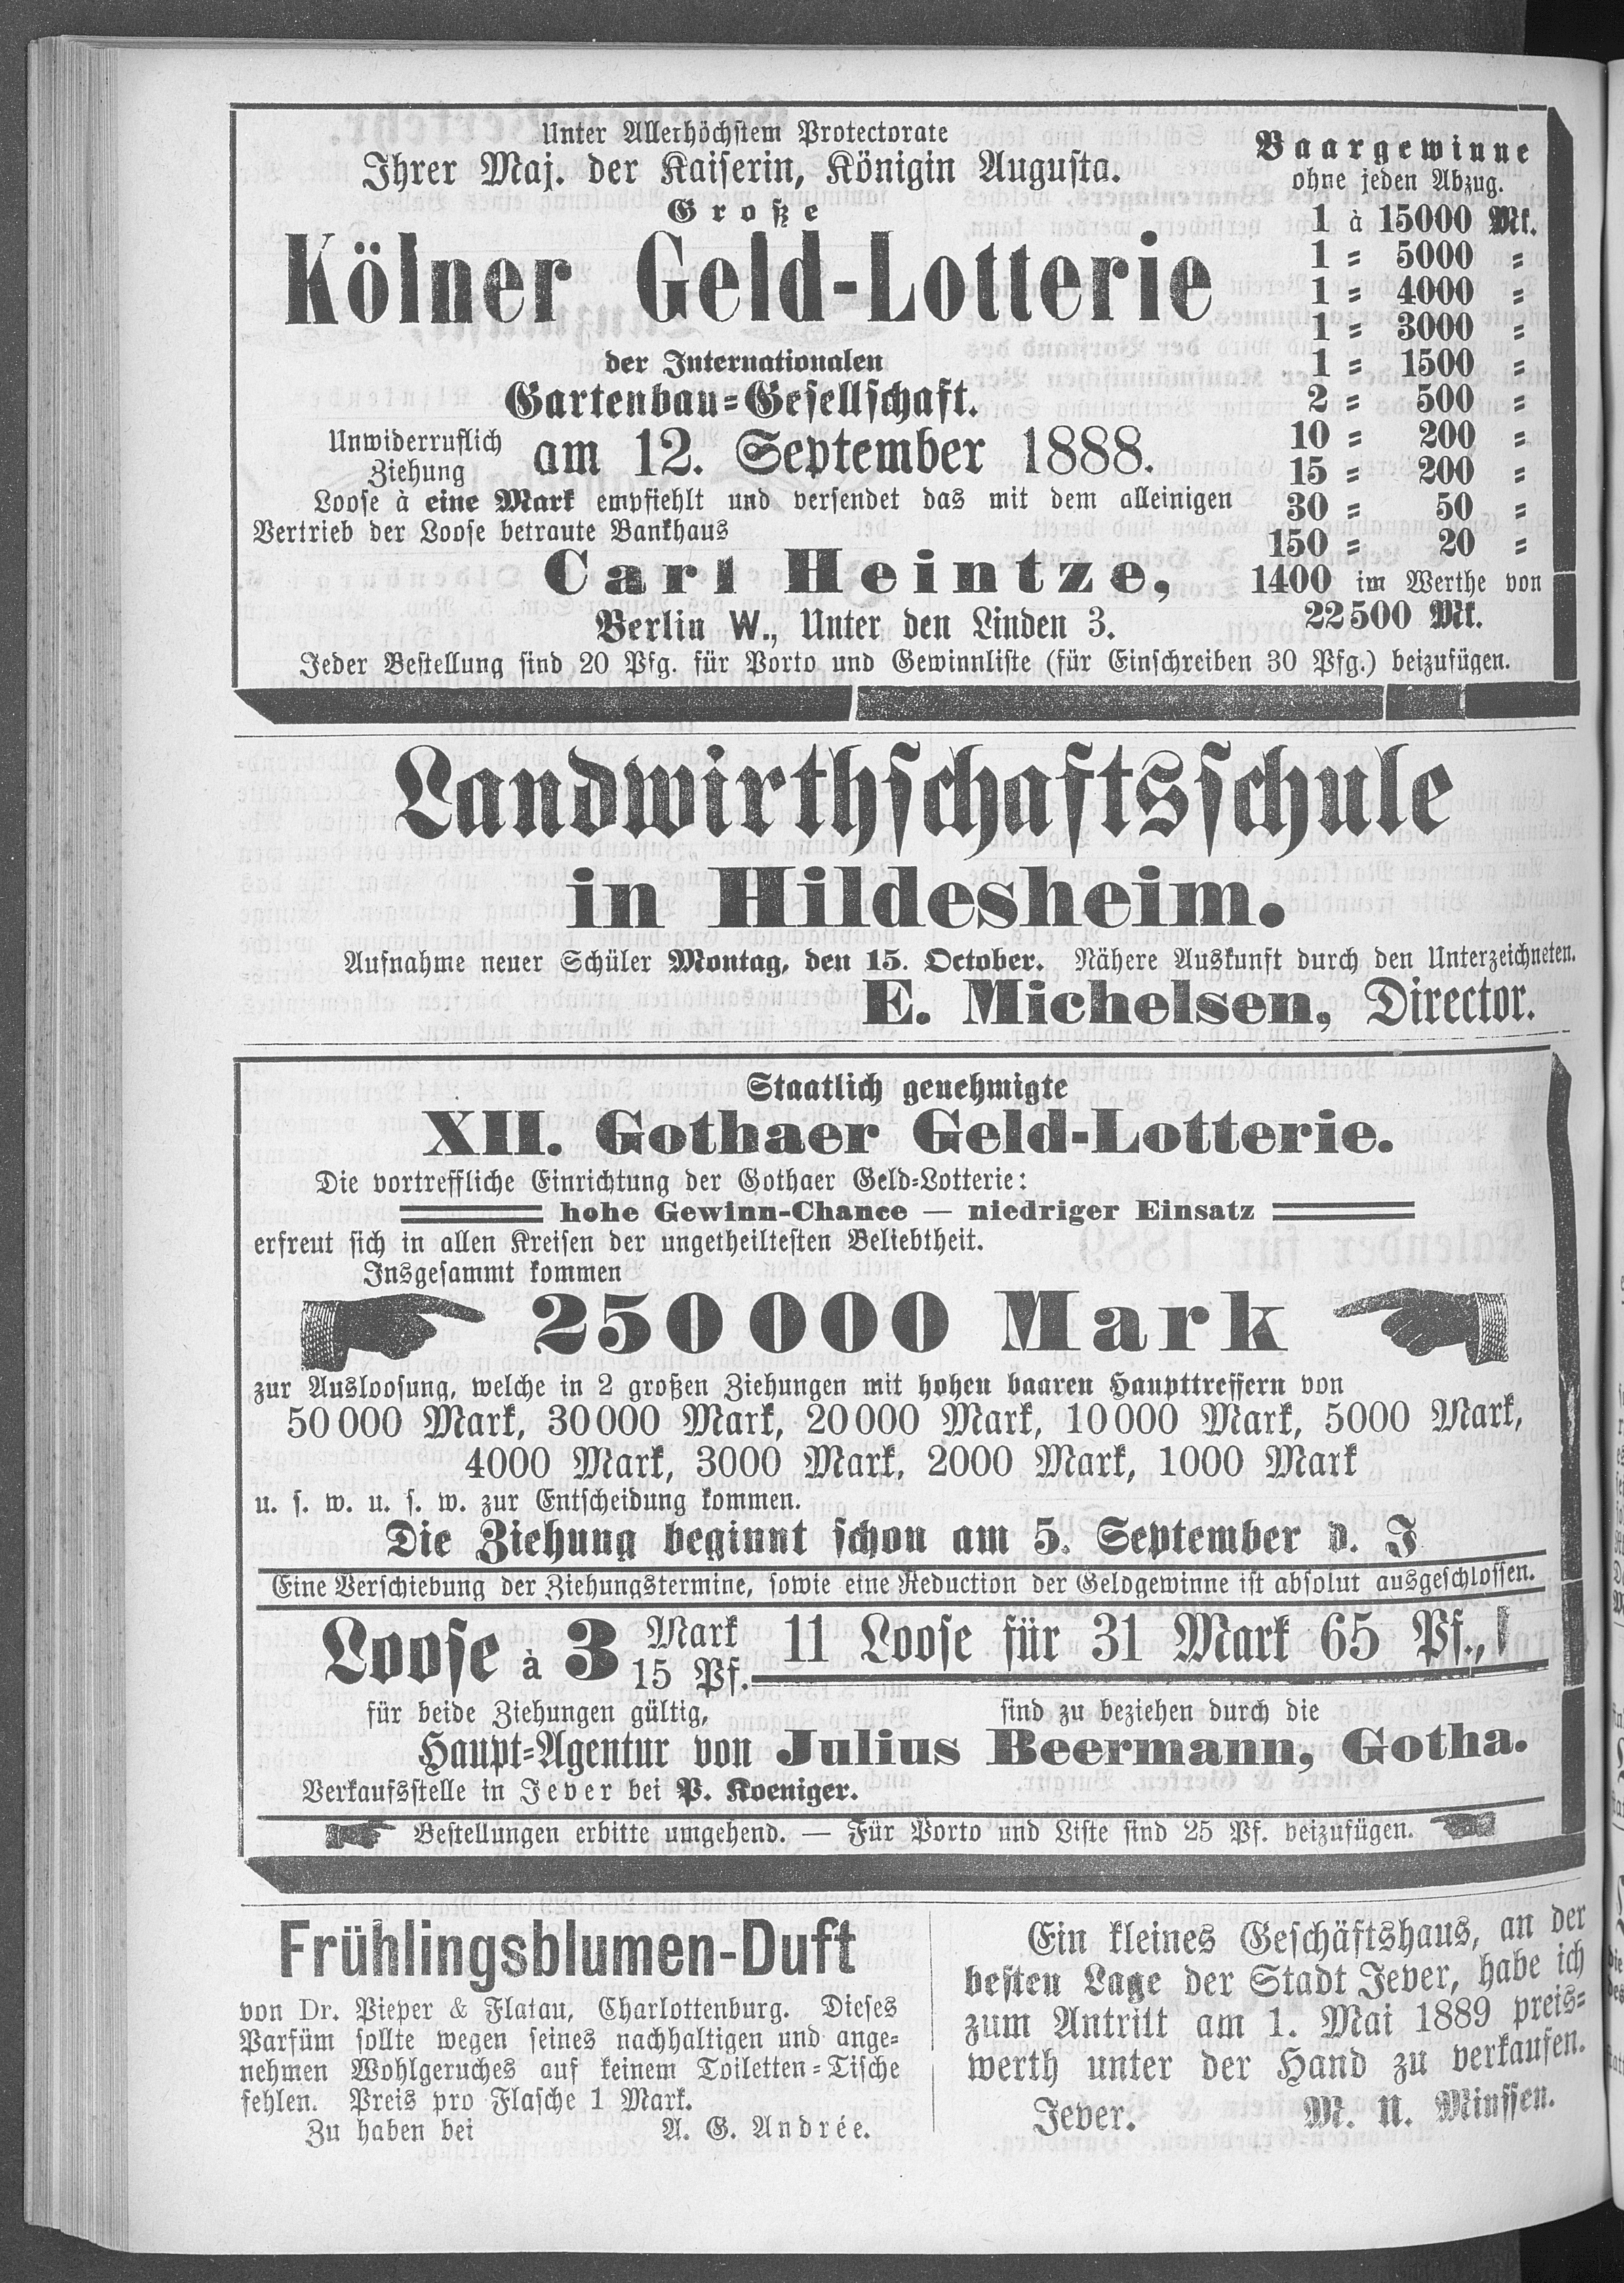 Unter Allerhöchstem Protectorate
Ihrer Maj. der Kaiserin, Königin Augusta.
Große
Kölner Geld-Lotterie
der Internationalen
Gartenbau=Gesellschaft.
Unwiderruflich
Ziehung
am 12. September 1888.
Loose à eine Mark empfiehlt und versendet das mit dem alleinigen
Vertrieb der Loose betraute Bankhaus
Carl Heintze,
Berlin W., Unter den Linden 3.
Baargewinne
ohne jeden Abzug.
1 à 15000 Mk.
1 = 5000 =
1 = 4000 =
1 = 3000 =
1 = 1500 =
2 = 500 =
10 = 200 =
15 = 200 =
30 = 50 =
150 = 20 =
1400 im Werthe von
22500 Mk.
Jeder Bestellung sind 20 Pfg. für Porto und Gewinnliste (für Einschreiben 30 Pfg.) beizufügen.
Landwirthschaftsschule
in Hildesheim.
Aufnahme neuer Schüler Montag, den 15. October. Nähere Auskunft durch den Unterzeichneten.
E. Michelsen, Director.
Staatlich genehmigte
XII. Gothaer Geld-Lotterie.
Die vortreffliche Einrichtung der Gothaer Geld=Lotterie:
hohe Gewinn-Chance — niedriger Einsatz
erfreut sich in allen Kreisen der ungetheiltesten Beliebtheit.
Insgesammt kommen
250000 Mark
zur Ausloosung, welche in 2 großen Ziehungen mit hohen baaren Haupttreffern von
50000 Mark, 30000 Mark, 20000 Mark, 10000 Mark, 5000 Mark,
4000 Mark, 3000 Mark, 2000 Mark, 1000 Mark
u. s. w. u. s. w. zur Entscheidung kommen.
Die Ziehung beginnt schon am 5. September d. J
Eine Verschiebung der Ziehungstermine, sowie eine Reduction der Geldgewinne ist absolut ausgeschlossen.
Loose à 3 Mark 15 Pf. 11 Loose für 31 Mark 65 Pf.,
für beide Ziehungen gültig, sind zu beziehen durch die
Haupt=Agentur von Julius Beermann, Gotha.
Verkaufsstelle in Jever bei P. Koeniger.
Bestellungen erbitte umgehend. — Für Porto und Liste sind 25 Pf. beizufügen.
Frühlingsblumen-Duft
von Dr. Pieper & Flatau, Charlottenburg. Dieses
Parfüm sollte wegen seines nachhaltigen und ange=
nehmen Wohlgeruches auf keinem Toiletten=Tische
fehlen. Preis pro Flasche 1 Mark.
Zu haben bei A. G. Andrée.
Ein kleines Geschäftshaus, an der
besten Lage der Stadt Jever, habe ich
zum Antritt am 1. Mai 1889 preis=
werth unter der Hand zu verkaufen.
Jever. M. U. Minssen.